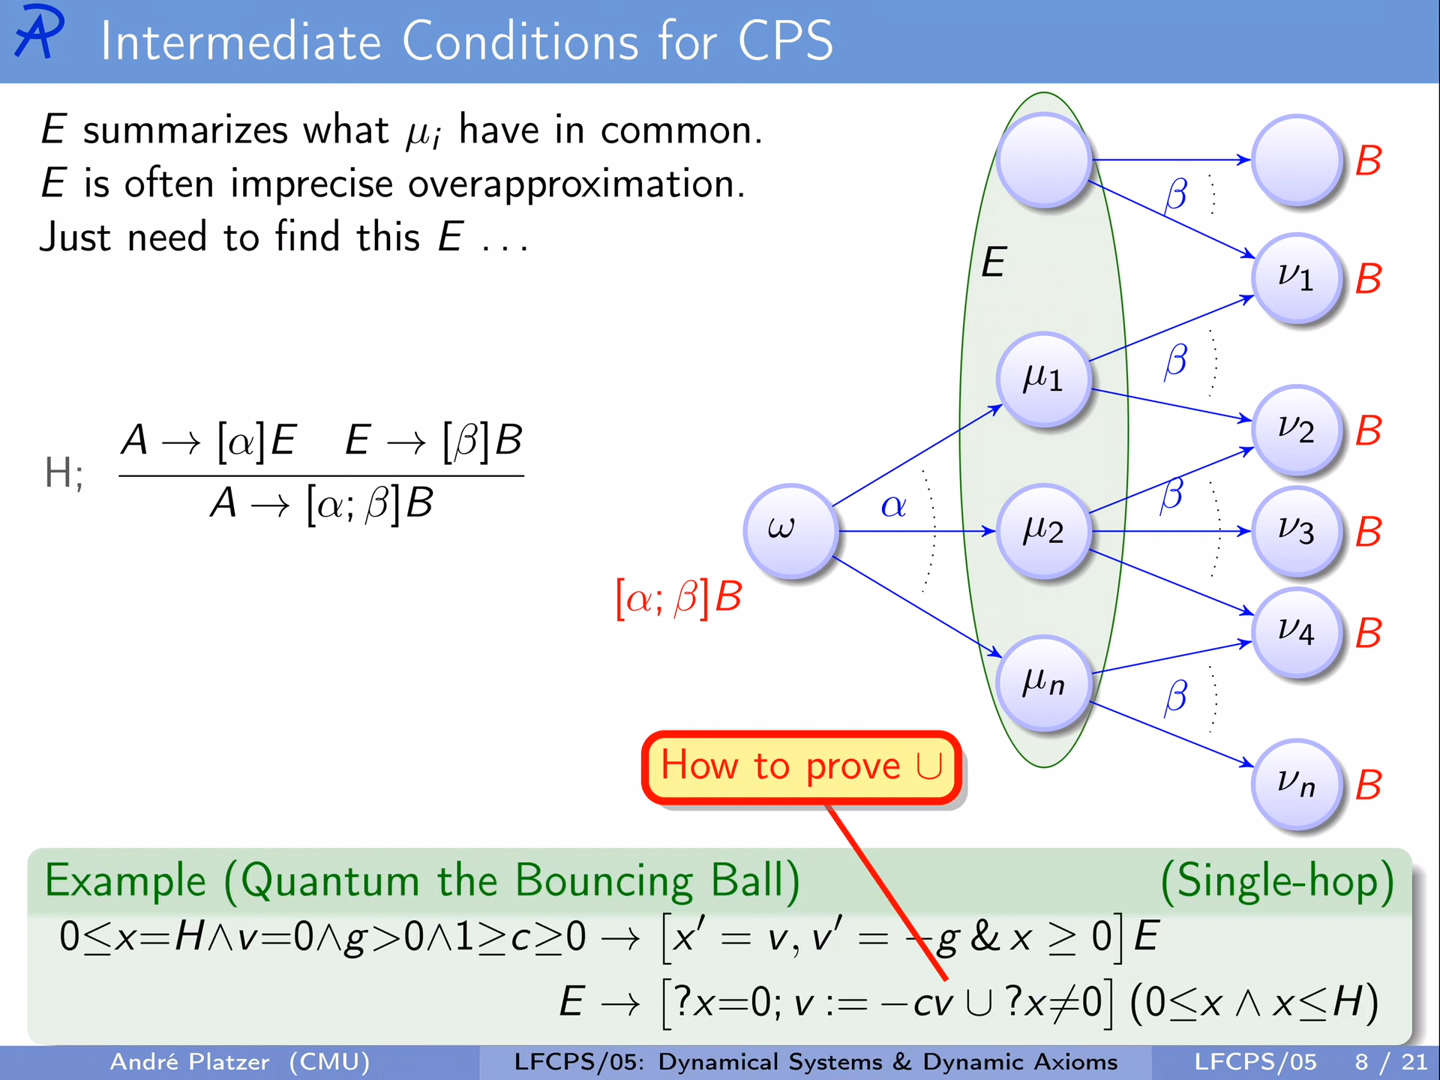 Intermediate Conditions for CPS
E summarizes what μᵢ have in common.
E is often imprecise overapproximation.
Just need to find this E ...
H;
A → [α]E   E → [β]B
A → [α; β]B
ω
[α; β]B
α
E
μ₁
μ₂
μₙ
β
β
β
β
ν₁
ν₂
ν₃
ν₄
νₙ
B
B
B
B
B
B
How to prove ∪
Example (Quantum the Bouncing Ball) (Single-hop)
0≤x=H∧v=0∧g>0∧1≥c≥0 → [x′ = v, v′ = −g & x ≥ 0]E
E → [?x=0; v := −cv ∪ ?x≠0] (0≤x ∧ x≤H)
André Platzer (CMU) LFCPS/05: Dynamical Systems & Dynamic Axioms LFCPS/05 8 / 21